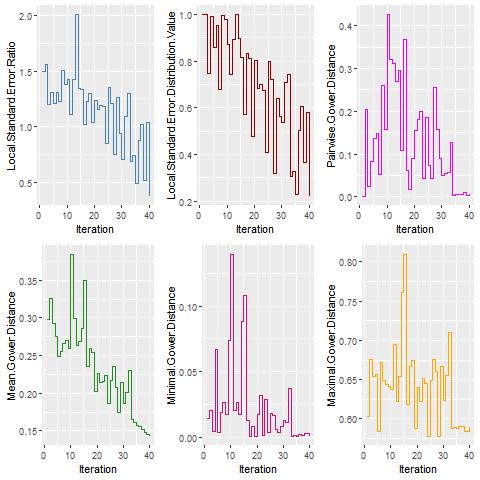 Local.Standard.Error.Ratio
2.0
1.5
1.0
0.5
0 10 20 30 40
Iteration
Local.Standard.Error.Distribution.Value
1.0
0.8
0.6
0.4
0.2
0 10 20 30 40
Iteration
Pairwise.Gower.Distance
0.4
0.3
0.2
0.1
0.0
0 10 20 30 40
Iteration
Mean.Gower.Distance
0.35
0.30
0.25
0.20
0.15
0 10 20 30 40
Iteration
Minimal.Gower.Distance
0.10
0.05
0.00
0 10 20 30 40
Iteration
Maximal.Gower.Distance
0.80
0.75
0.70
0.65
0.60
0 10 20 30 40
Iteration